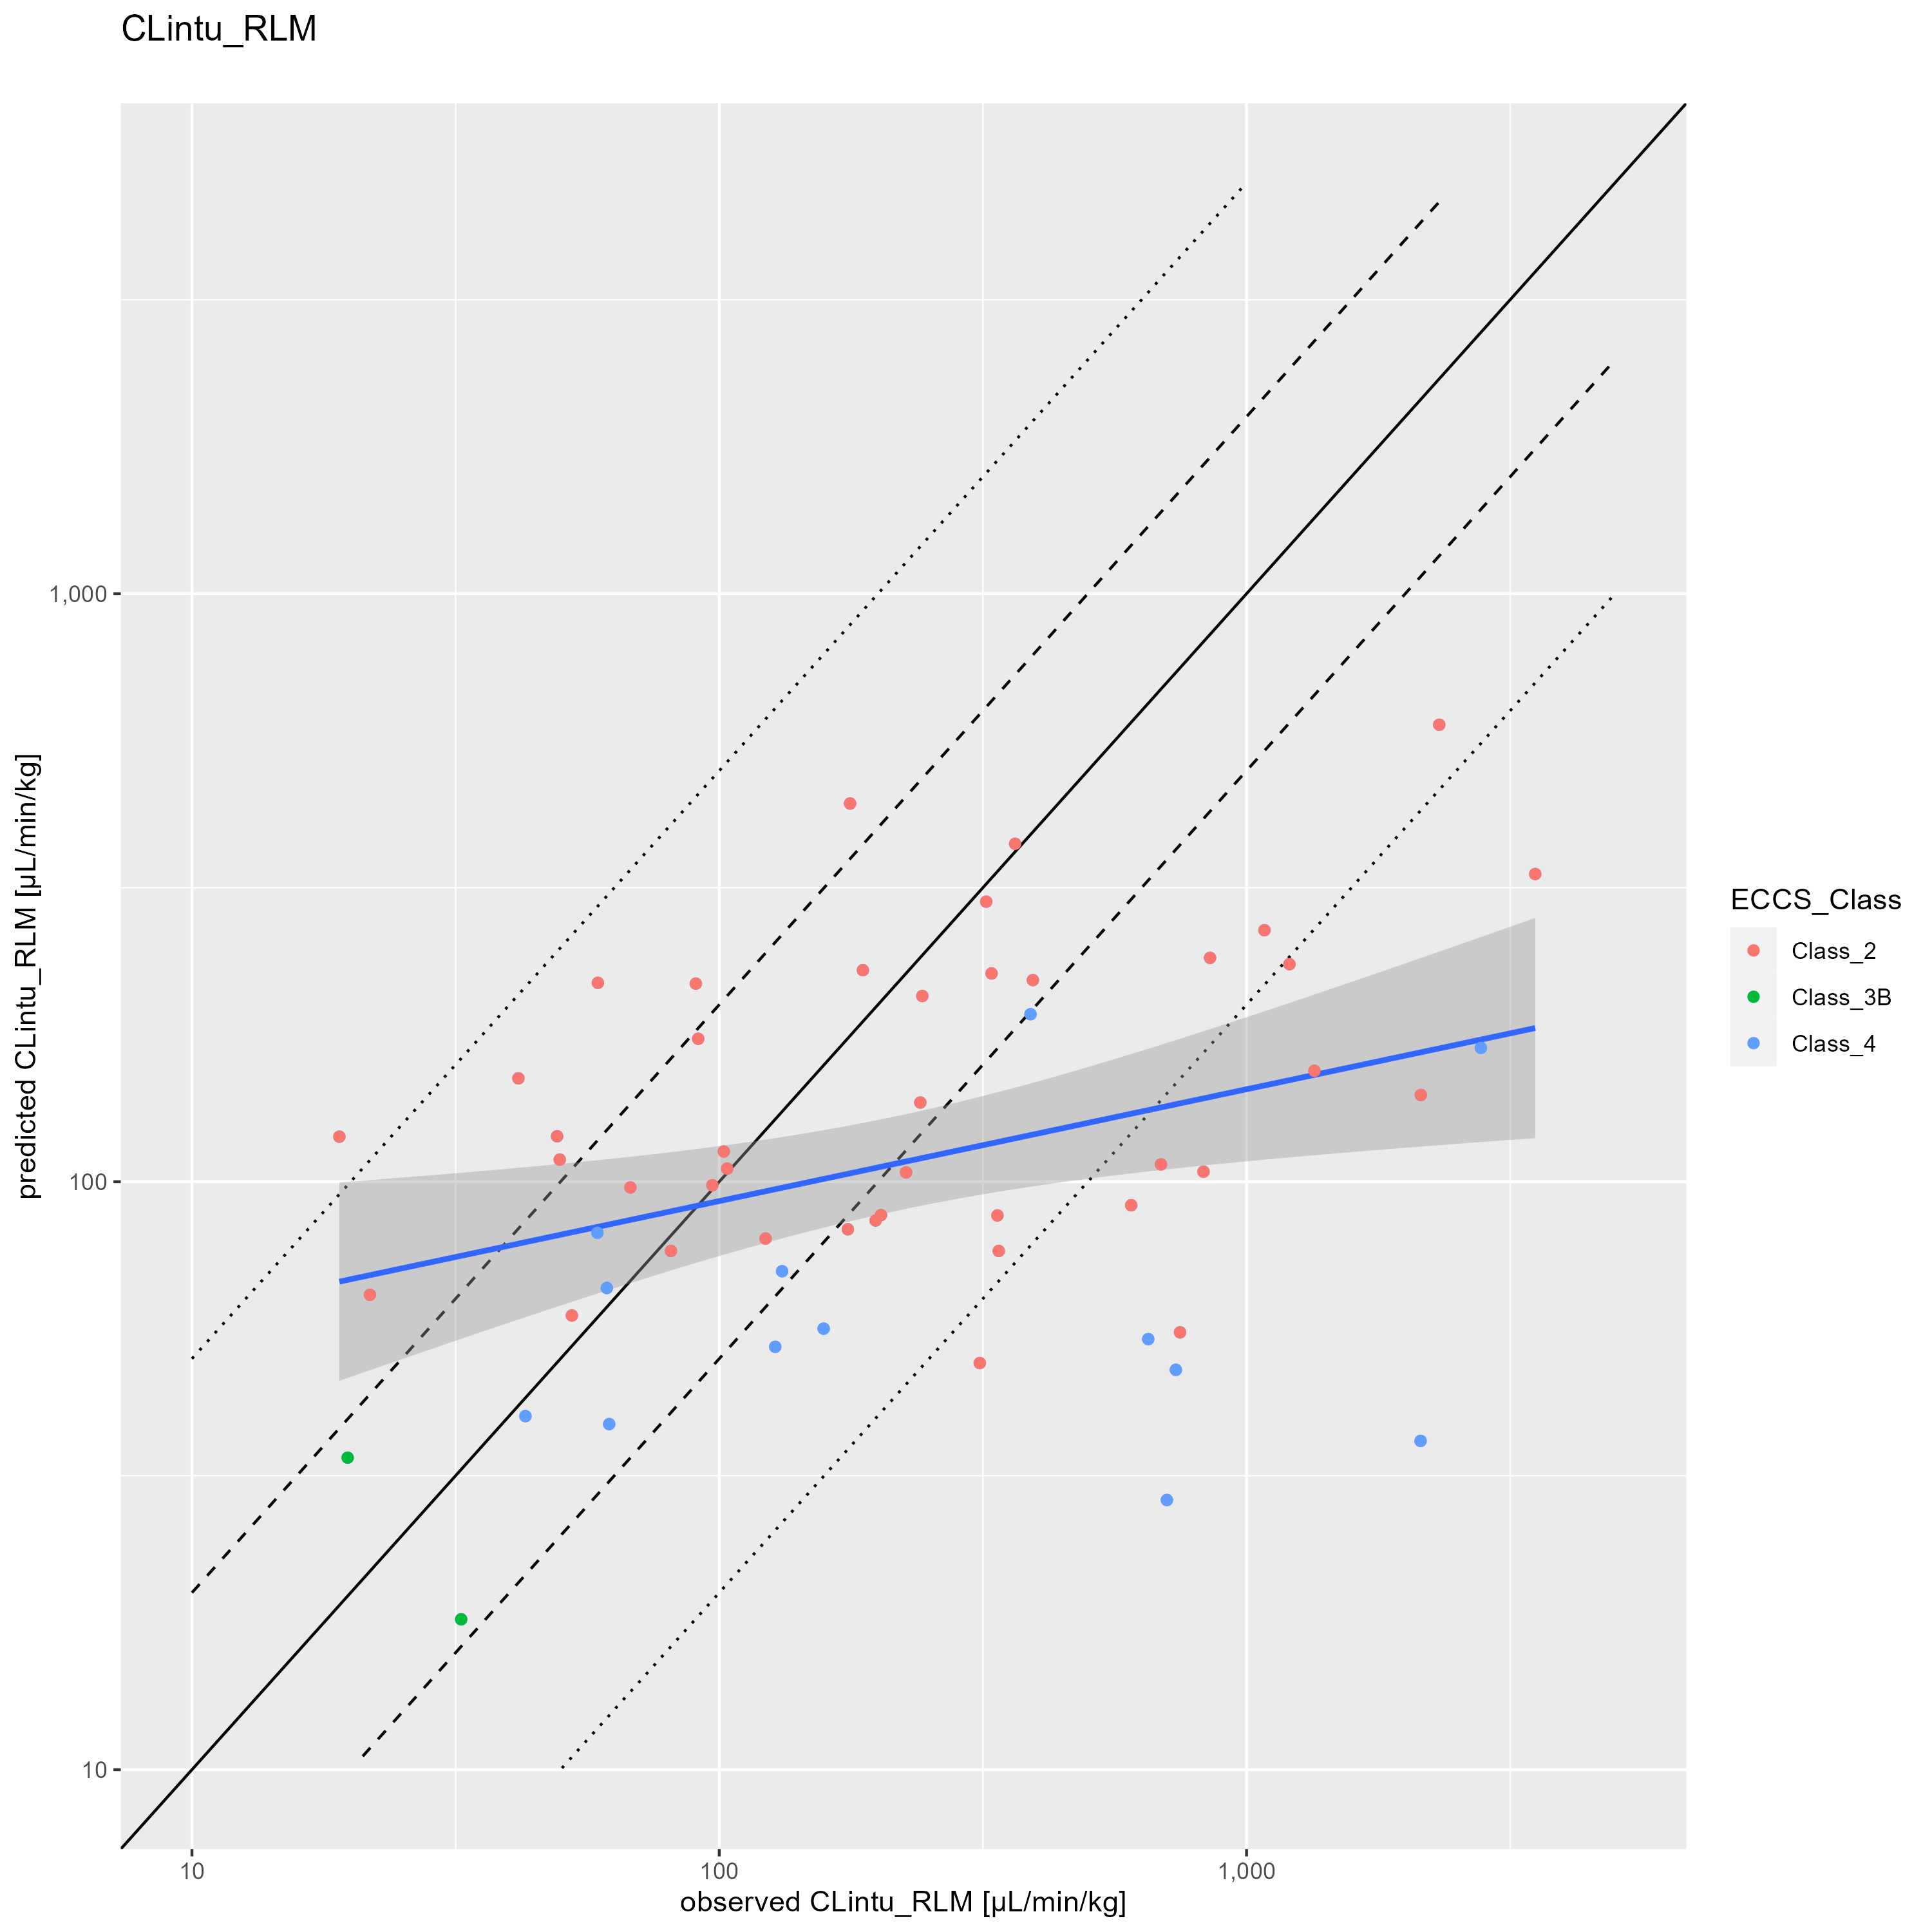 CLintu_RLM
predicted CLintu_RLM [µL/min/kg]
1,000
100
10
10
100
1,000
observed CLintu_RLM [µL/min/kg]
ECCS_Class
Class_2
Class_3B
Class_4